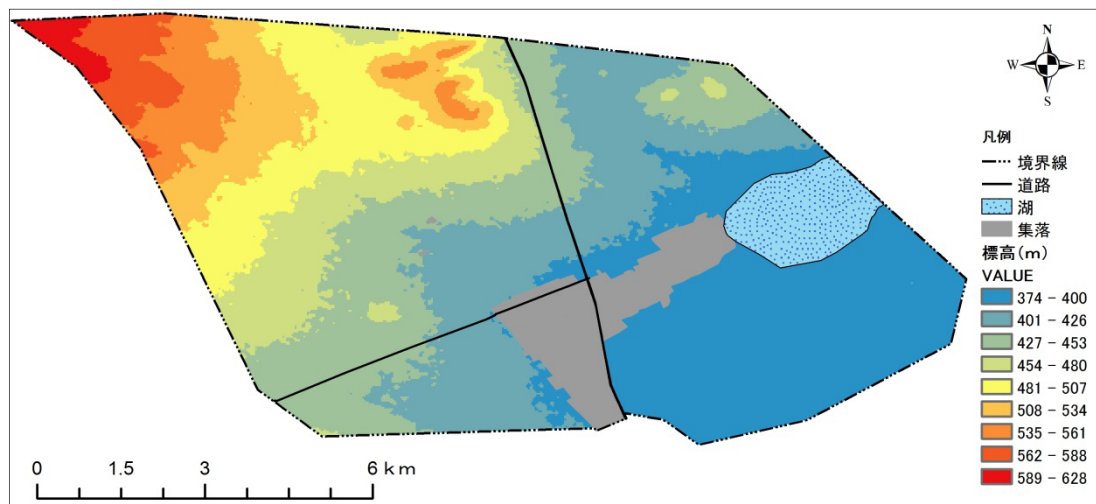 N
W E
S
凡例
境界線
道路
湖
集落
標高(m)
VALUE
374 - 400
401 - 426
427 - 453
454 - 480
481 - 507
508 - 534
535 - 561
562 - 588
589 - 628
0 1.5 3 6 km